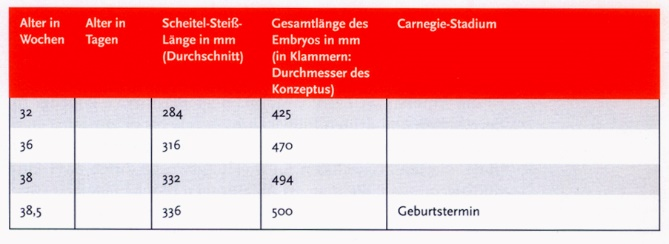 Alter in Wochen | Alter in Tagen | Scheitel-Steiß-Länge in mm (Durchschnitt) | Gesamtlänge des Embryos in mm (in Klammern: Durchmesser des Konzeptus) | Carnegie-Stadium
32 | | 284 | 425 |
36 | | 316 | 470 |
38 | | 332 | 494 |
38,5 | | 336 | 500 | Geburtstermin